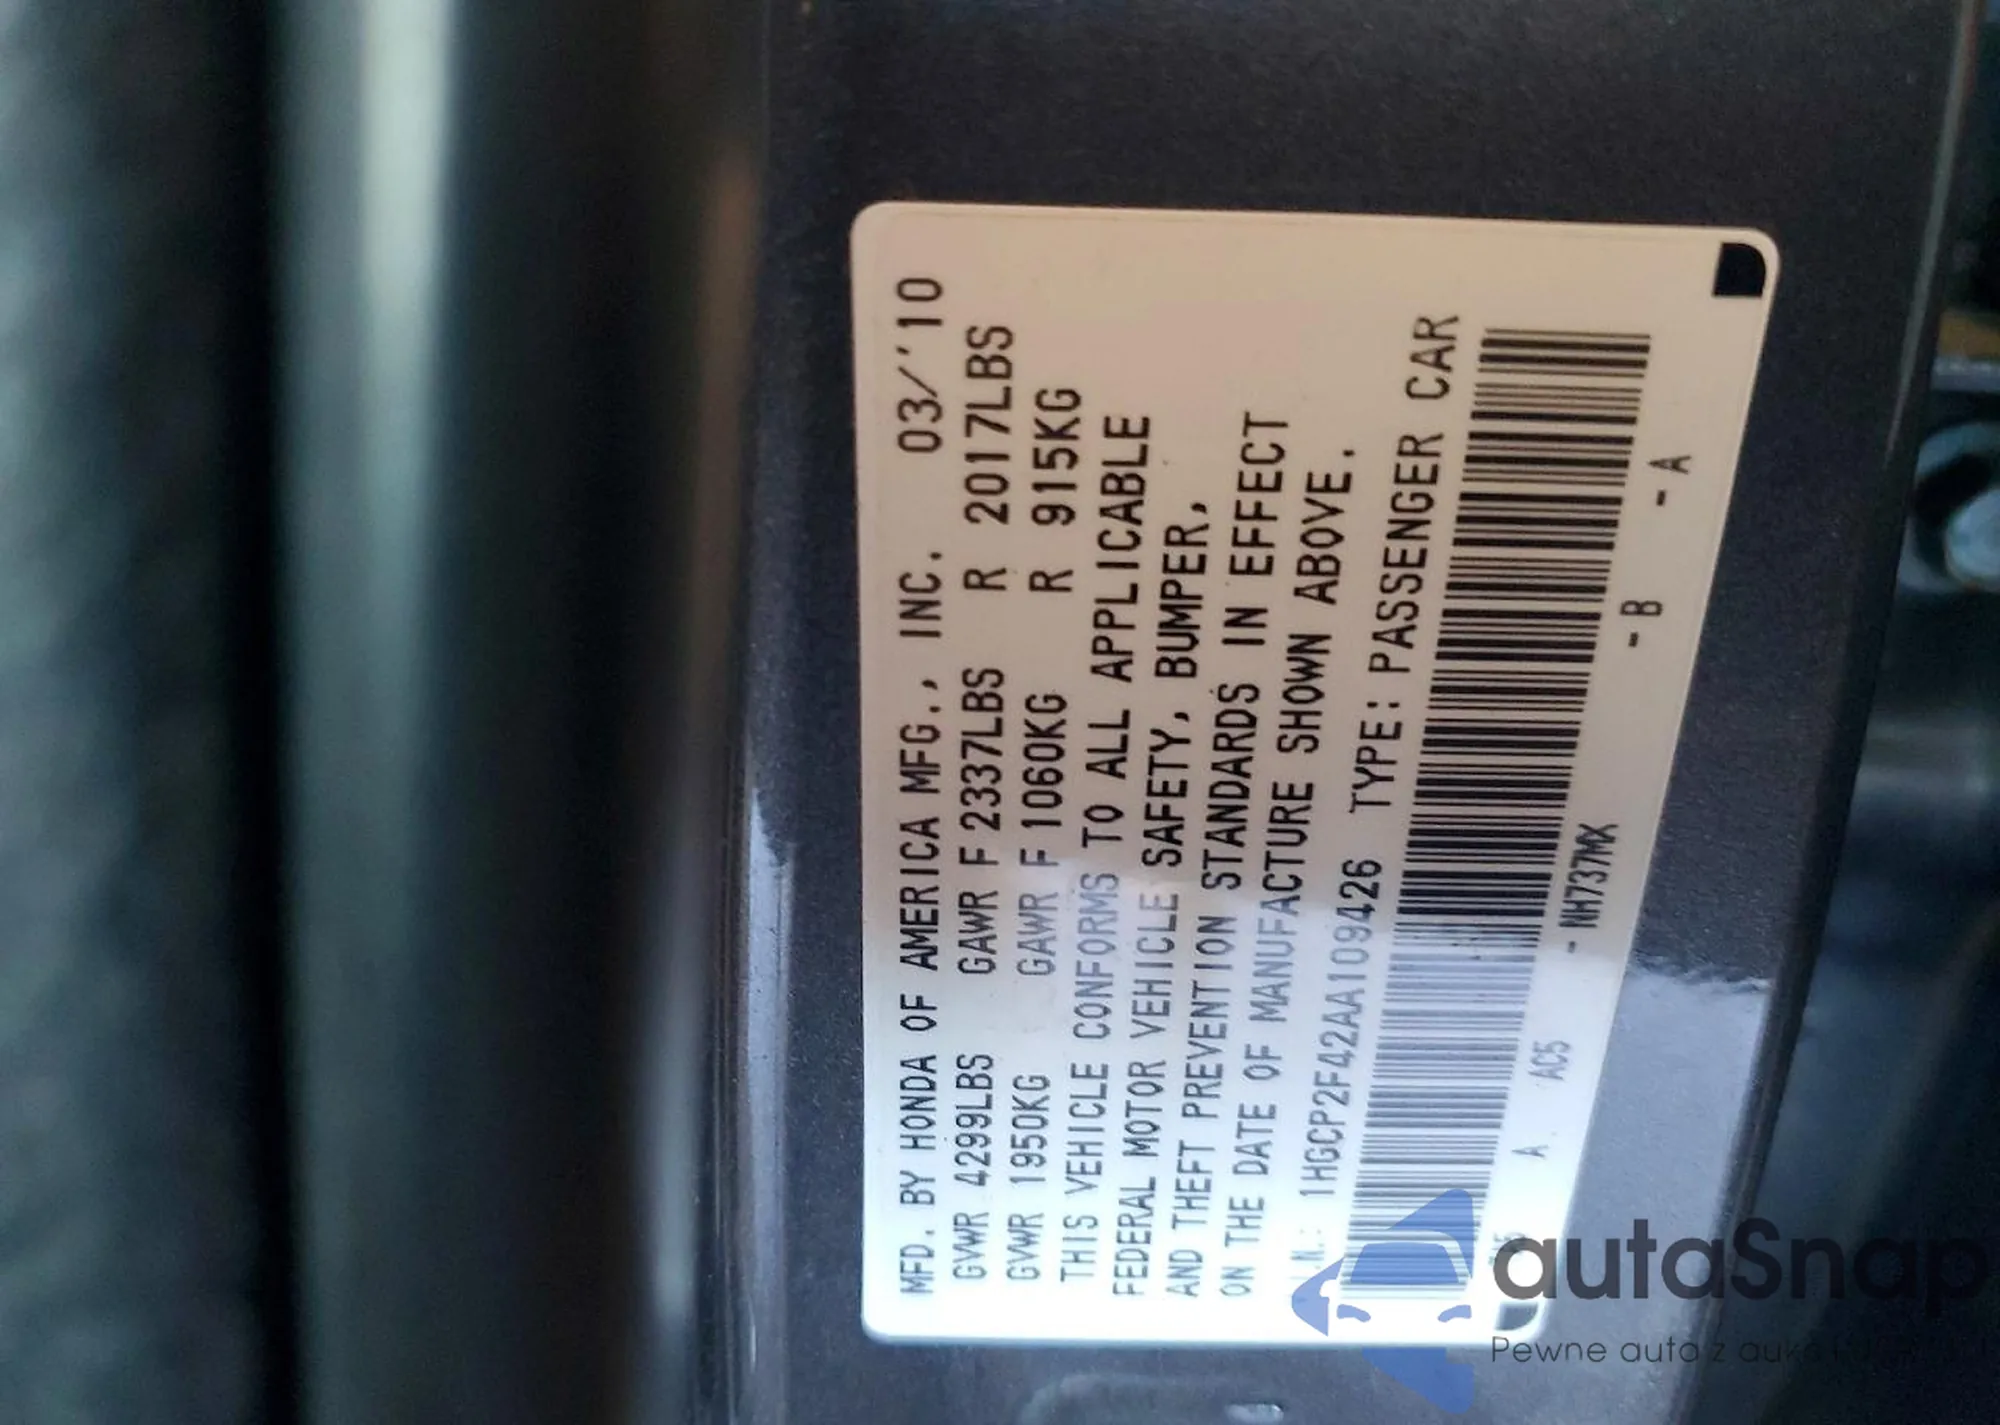 MFD. BY HONDA OF AMERICA MFG., INC. 03/'10
GVWR 4299LBS GAWR F 2337LBS R 2017LBS
GVWR 1950KG GAWR F 1060KG R 915KG
THIS VEHICLE CONFORMS TO ALL APPLICABLE
FEDERAL MOTOR VEHICLE SAFETY, BUMPER,
AND THEFT PREVENTION STANDARDS IN EFFECT
ON THE DATE OF MANUFACTURE SHOWN ABOVE.
1HGCP2F42AA109426 TYPE: PASSENGER CAR
A AC5 - NH737MX - B - A
autaSnap
Pewne auta z